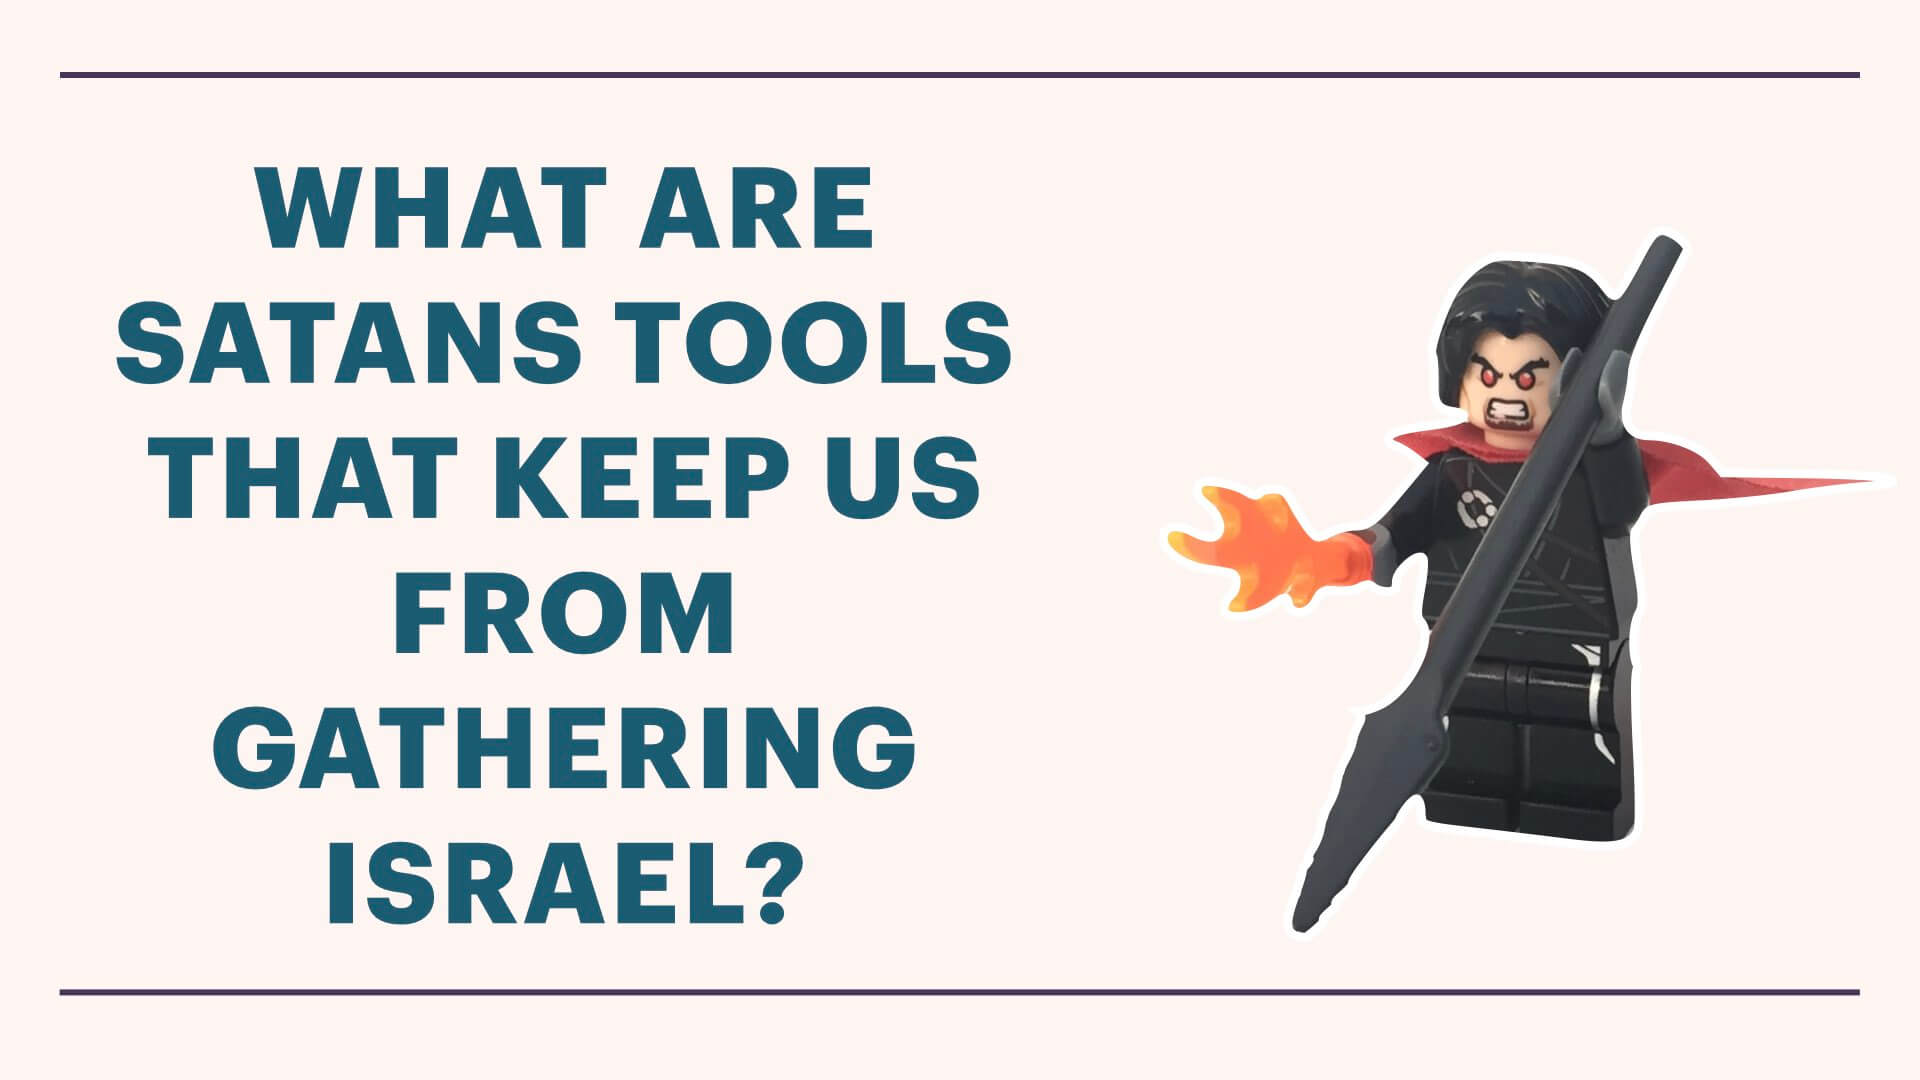 WHAT ARE
SATANS TOOLS
THAT KEEP US
FROM
GATHERING
ISRAEL?